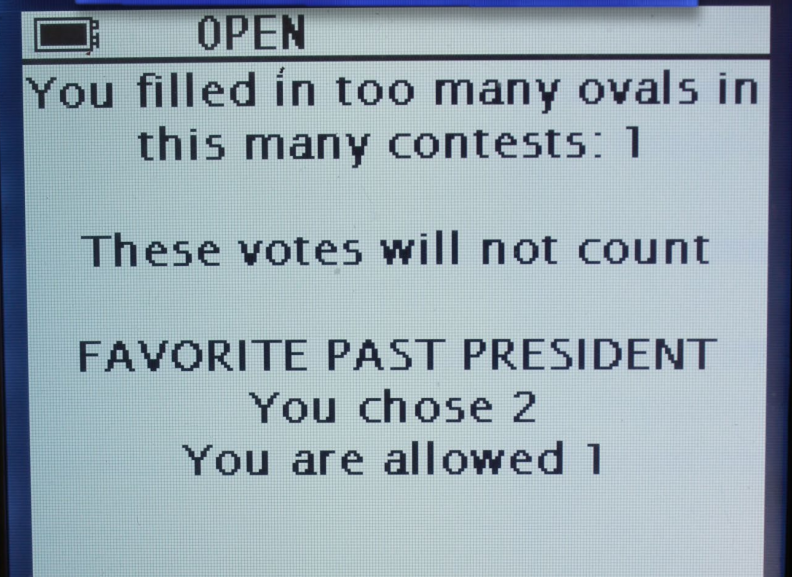 OPEN
You filled in too many ovals in
this many contests: 1
These votes will not count
FAVORITE PAST PRESIDENT
You chose 2
You are allowed 1